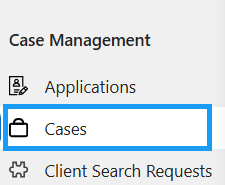 Case Management
Applications
Cases
Client Search Requests